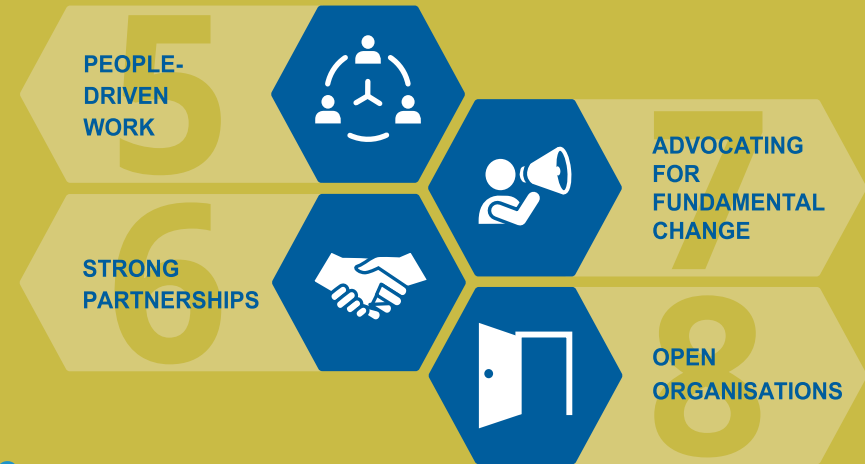 5
PEOPLE-
DRIVEN
WORK
6
STRONG
PARTNERSHIPS
7
ADVOCATING
FOR
FUNDAMENTAL
CHANGE
8
OPEN
ORGANISATIONS